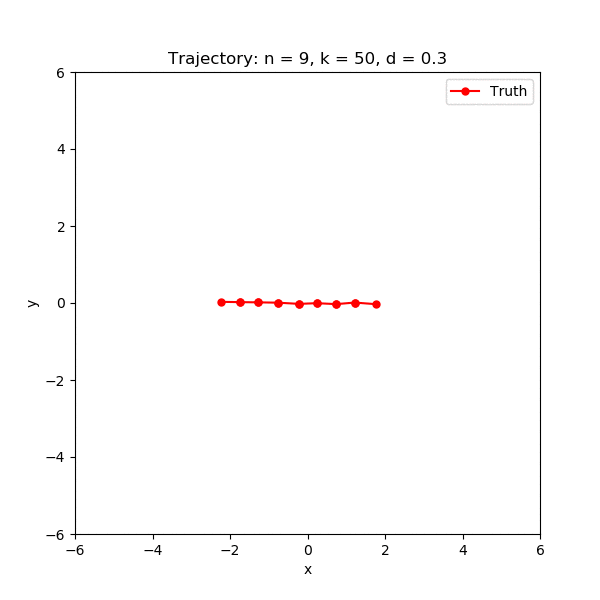 Trajectory: n = 9, k = 50, d = 0.3
Truth
6
4
2
0
−2
−4
−6
y
−6 −4 −2 0 2 4 6
x